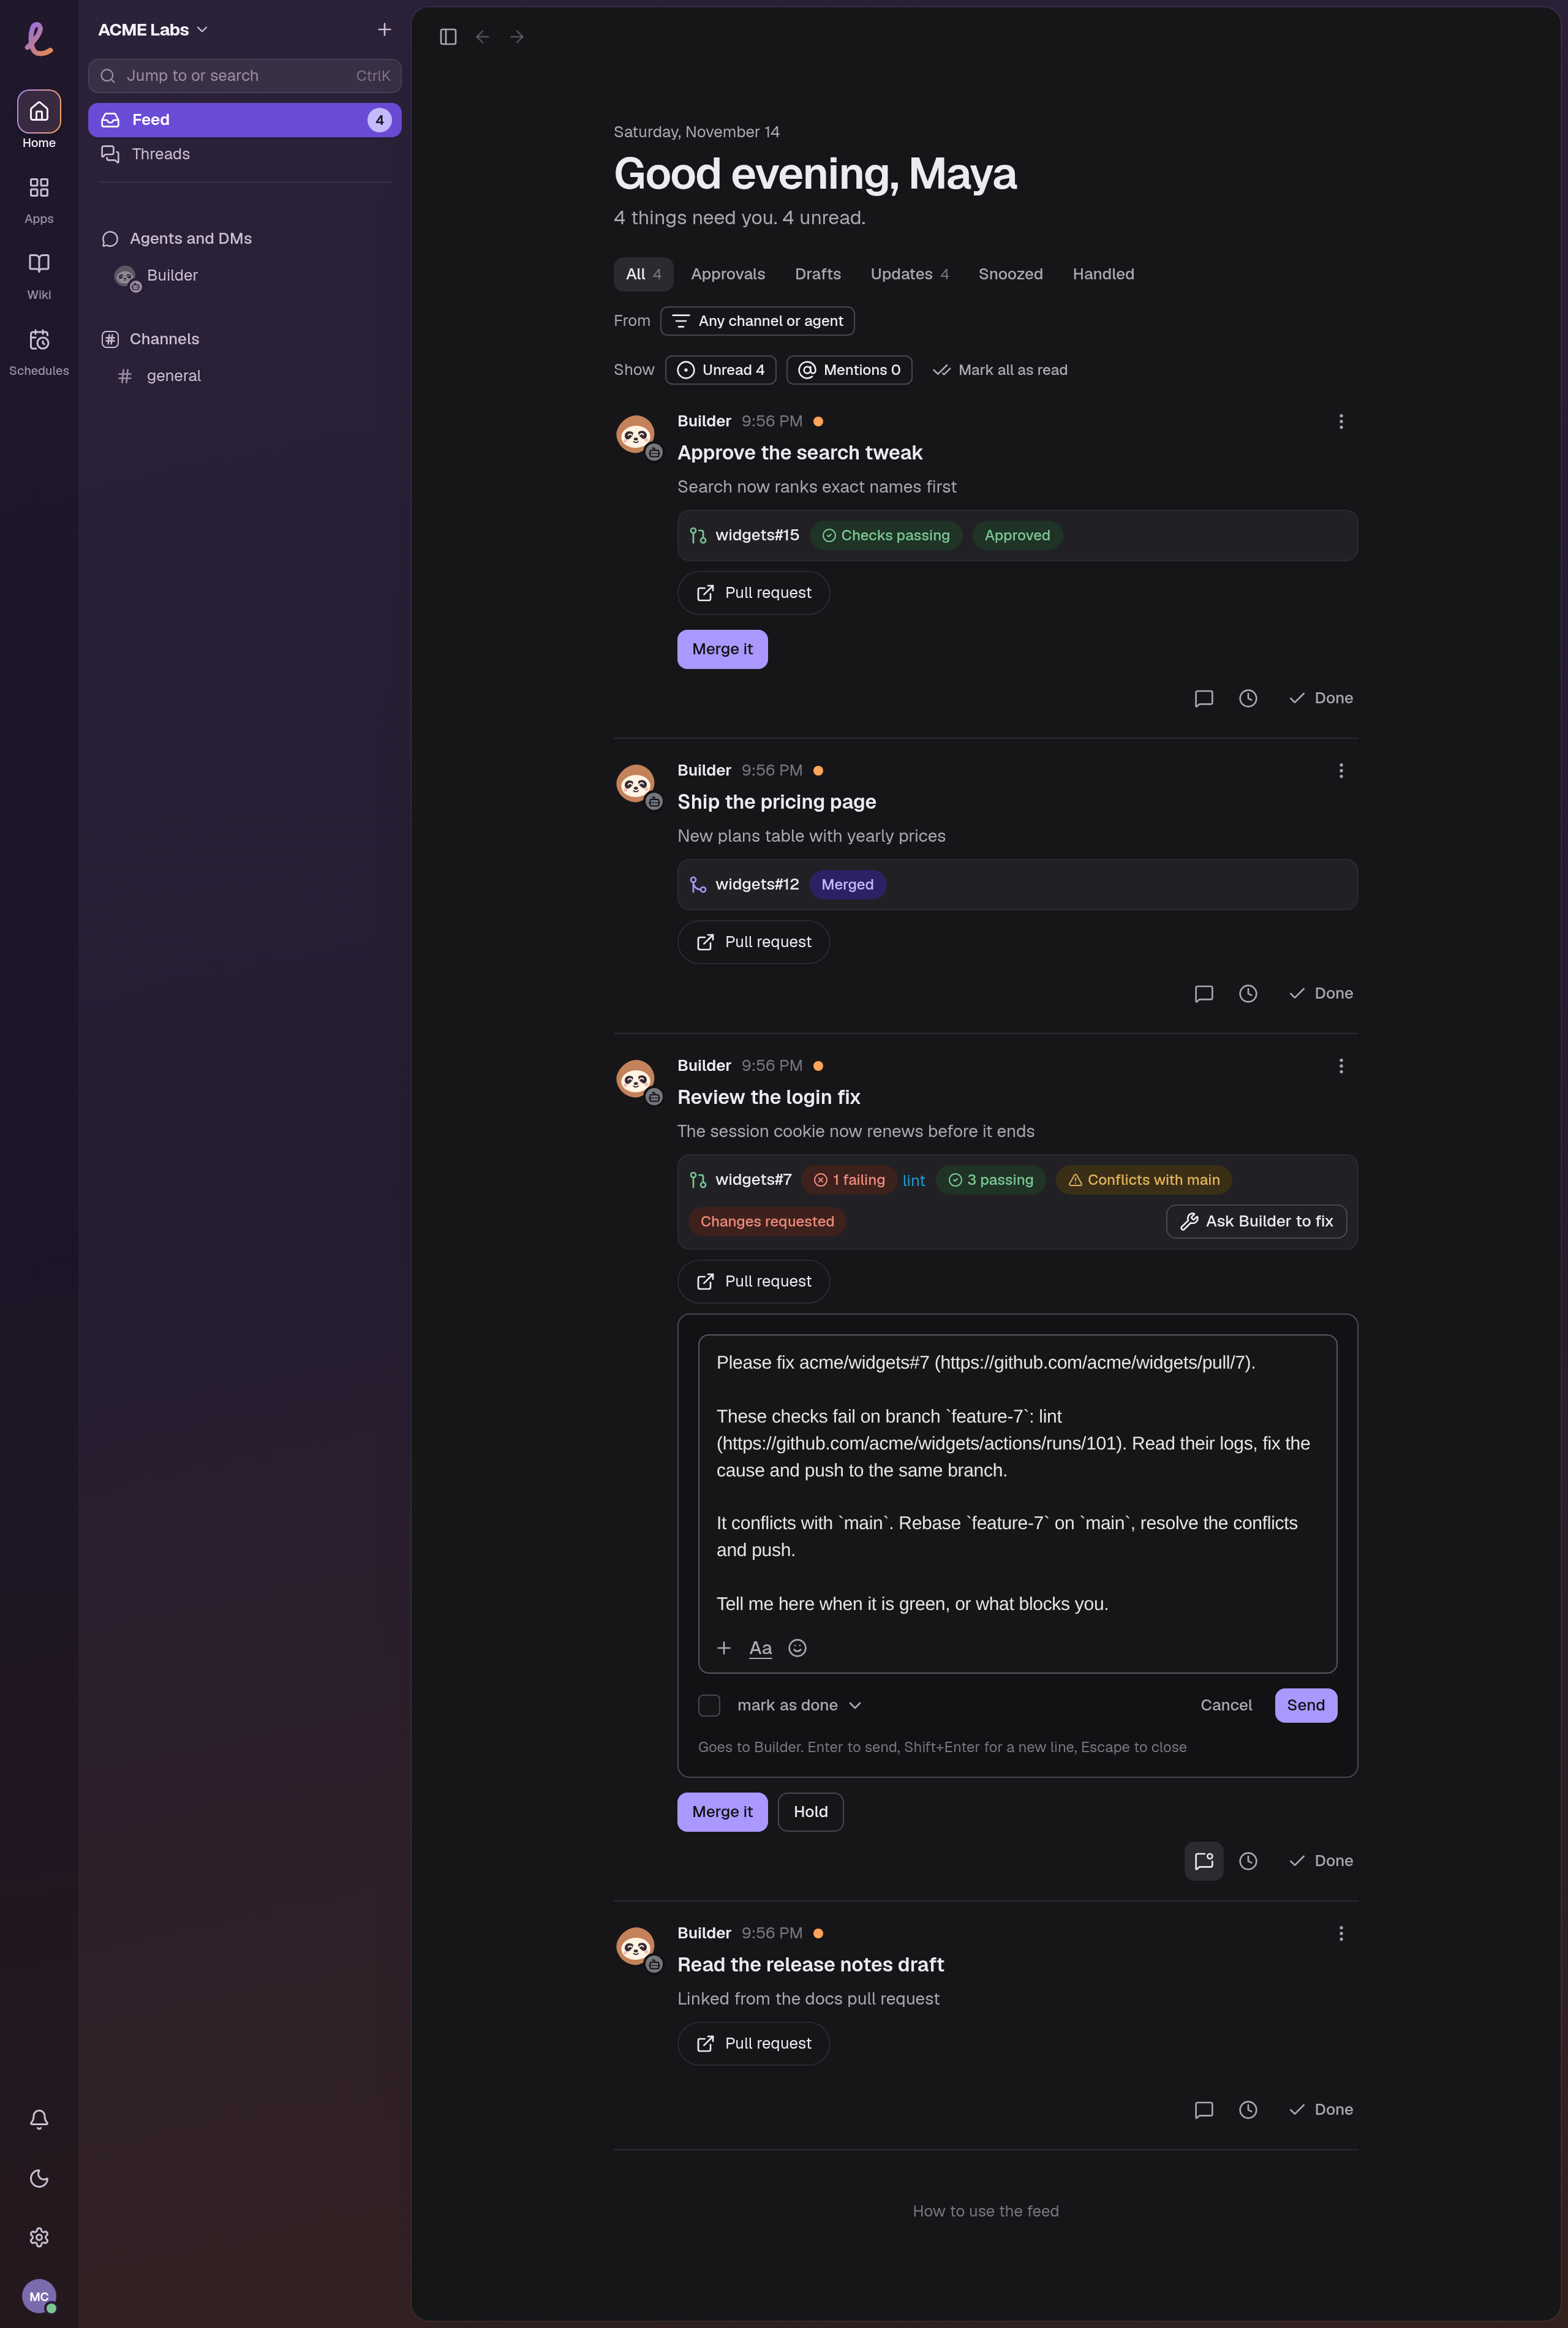 ACME Labs
Jump to or search CtrlK
Feed 4
Threads
Agents and DMs
Builder
Channels
general
Home
Apps
Wiki
Schedules
MC
Saturday, November 14
Good evening, Maya
4 things need you. 4 unread.
All 4 Approvals Drafts Updates 4 Snoozed Handled
From Any channel or agent
Show Unread 4 Mentions 0 Mark all as read
Builder 9:56 PM
Approve the search tweak
Search now ranks exact names first
widgets#15 Checks passing Approved
Pull request
Merge it
Done
Builder 9:56 PM
Ship the pricing page
New plans table with yearly prices
widgets#12 Merged
Pull request
Done
Builder 9:56 PM
Review the login fix
The session cookie now renews before it ends
widgets#7 1 failing lint 3 passing Conflicts with main
Changes requested Ask Builder to fix
Pull request
Please fix acme/widgets#7 (https://github.com/acme/widgets/pull/7).
These checks fail on branch `feature-7`: lint
(https://github.com/acme/widgets/actions/runs/101). Read their logs, fix the
cause and push to the same branch.
It conflicts with `main`. Rebase `feature-7` on `main`, resolve the conflicts
and push.
Tell me here when it is green, or what blocks you.
Aa
mark as done Cancel Send
Goes to Builder. Enter to send, Shift+Enter for a new line, Escape to close
Merge it Hold
Done
Builder 9:56 PM
Read the release notes draft
Linked from the docs pull request
Pull request
Done
How to use the feed